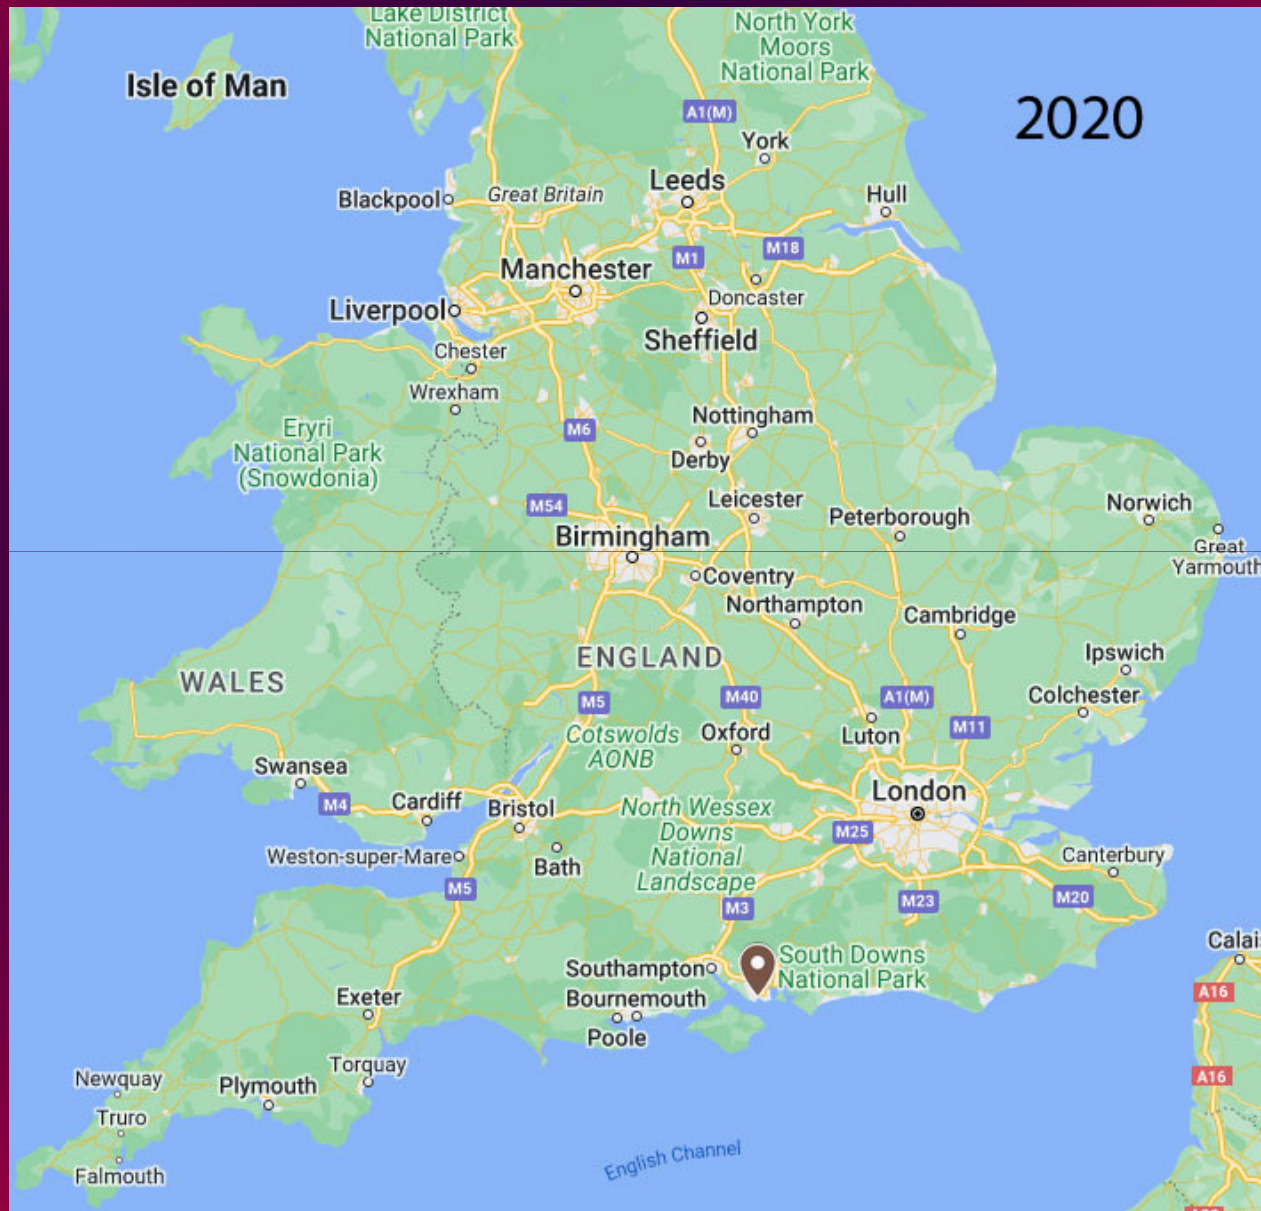 Lake District
National Park
North York
Moors
National Park
Isle of Man
2020
A1(M)
York
Leeds
Blackpool
Great Britain
Hull
M18
M1
Manchester
Doncaster
Liverpool
Sheffield
Chester
Wrexham
Nottingham
Eryri
National Park
(Snowdonia)
M6
Derby
Leicester
M54
Norwich
Peterborough
Birmingham
Great
Yarmouth
Coventry
Northampton
Cambridge
ENGLAND
Ipswich
WALES
M5
M40
A1(M)
Colchester
M11
Cotswolds
AONB
Oxford
Luton
Swansea
M4
Cardiff
Bristol
North Wessex
Downs
National
Landscape
London
M25
Weston-super-Mare
Bath
Canterbury
M5
M3
M23
M20
Calai
South Downs
National Park
Southampton
A16
Exeter
Bournemouth
Poole
Torquay
A16
Newquay
Plymouth
Truro
English Channel
Falmouth